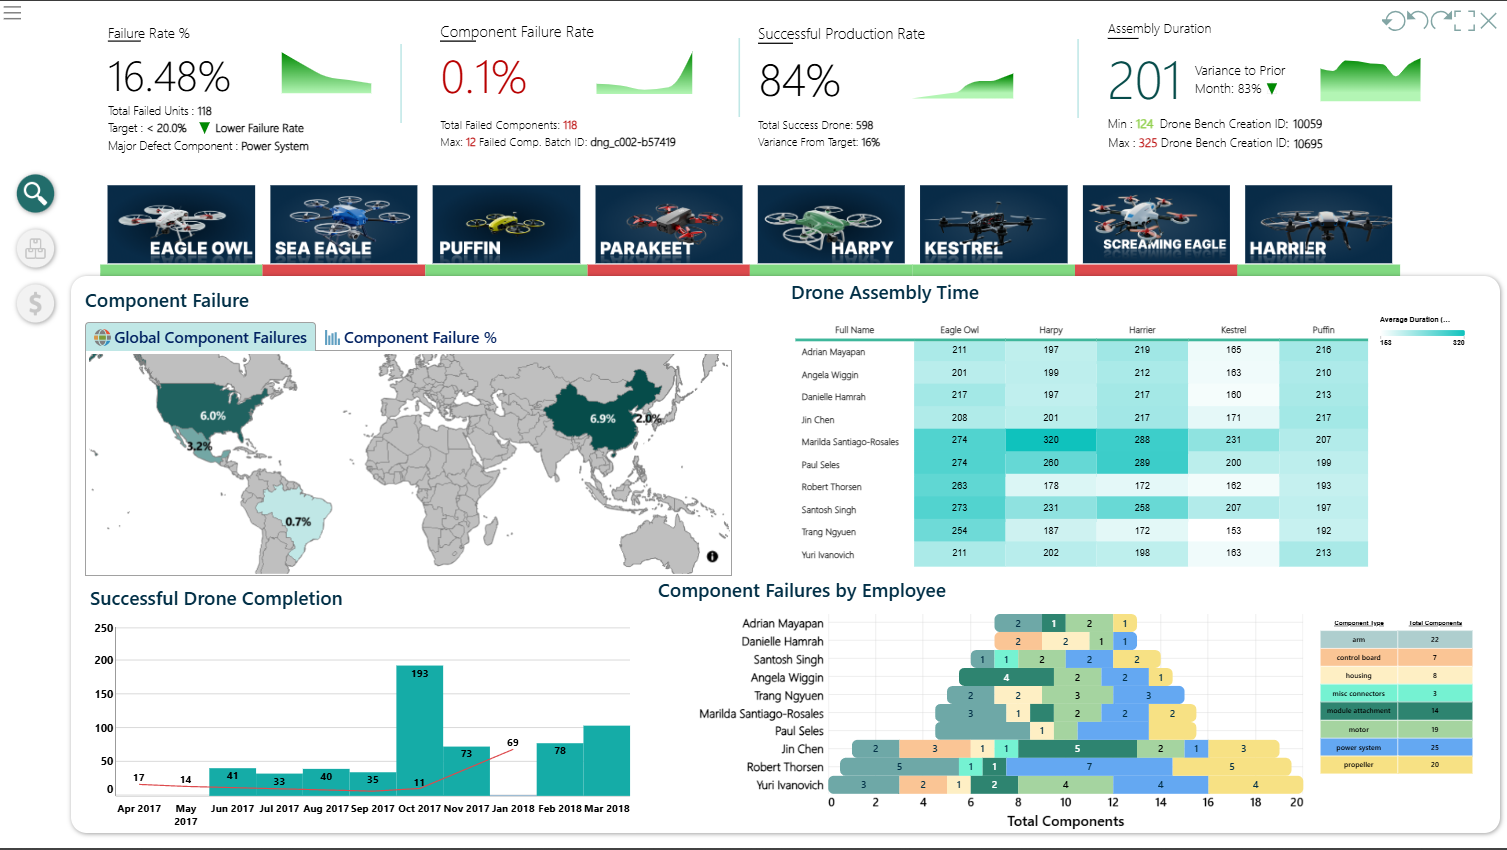 Failure Rate %
16.48%
Total Failed Units : 118
Target : < 20.0% ▼ Lower Failure Rate
Major Defect Component : Power System
Component Failure Rate
0.1%
Total Failed Components: 118
Max: 12 Failed Comp. Batch ID: dng_c002-b57419
Successful Production Rate
84%
Total Success Drone: 598
Variance From Target: 16%
Assembly Duration
201
Variance to Prior
Month: 83% ▼
Min : 124 Drone Bench Creation ID: 10059
Max : 325 Drone Bench Creation ID: 10695
EAGLE OWL
SEA EAGLE
PUFFIN
PARAKEET
HARPY
KESTREL
SCREAMING EAGLE
HARRIER
$
Component Failure
Global Component Failures
Component Failure %
6.0%
3.2%
0.7%
6.9%
2.0%
i
Drone Assembly Time
Full Name Eagle Owl Harpy Harrier Kestrel Puffin
Adrian Mayapan 211 197 219 165 216
Angela Wiggin 201 199 212 163 210
Danielle Hamrah 217 197 217 160 213
Jin Chen 208 201 217 171 217
Marilda Santiago-Rosales 274 320 288 231 207
Paul Seles 274 260 289 200 199
Robert Thorsen 263 178 172 162 193
Santosh Singh 273 231 258 207 197
Trang Ngyuen 254 187 172 153 192
Yuri Ivanovich 211 202 198 163 213
Average Duration (...
153 320
Successful Drone Completion
250
200
150
100
50
0
17 14 41 33 40 35 193 11 73 69 78
Apr 2017 May 2017 Jun 2017 Jul 2017 Aug 2017 Sep 2017 Oct 2017 Nov 2017 Jan 2018 Feb 2018 Mar 2018
Component Failures by Employee
Adrian Mayapan 2 1 2 1
Danielle Hamrah 2 2 1 1
Santosh Singh 1 1 2 2 2
Angela Wiggin 4 2 2 1
Trang Ngyuen 2 2 3 3
Marilda Santiago-Rosales 3 1 2 2 2
Paul Seles 1
Jin Chen 2 3 1 1 5 2 1 3
Robert Thorsen 5 1 1 7 5
Yuri Ivanovich 3 2 1 2 4 4 4
0 2 4 6 8 10 12 14 16 18 20
Total Components
Component Type Total Components
arm 22
control board 7
housing 8
misc connectors 3
module attachment 14
motor 19
power system 25
propeller 20